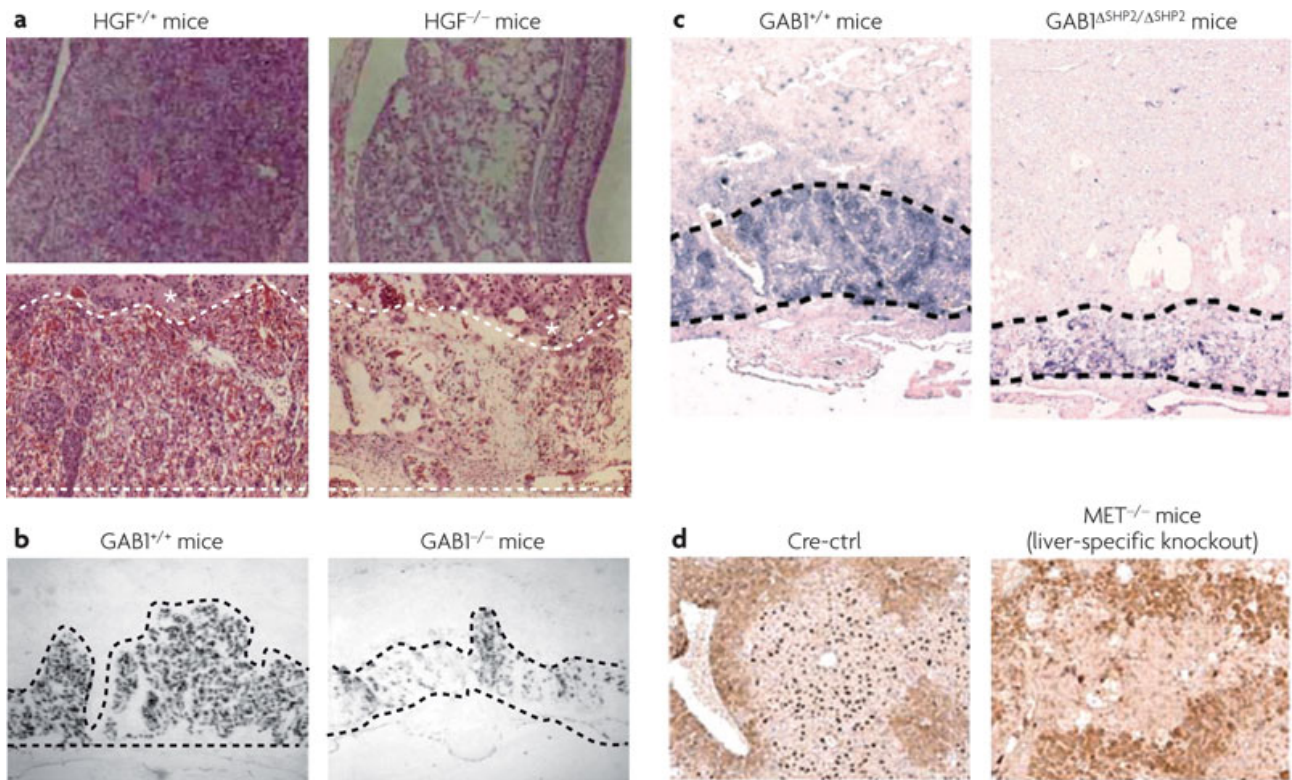 a
HGF+/+ mice
HGF−/− mice
*
*
b
GAB1+/+ mice
GAB1−/− mice
c
GAB1+/+ mice
GAB1ΔSHP2/ΔSHP2 mice
d
Cre-ctrl
MET−/− mice
(liver-specific knockout)